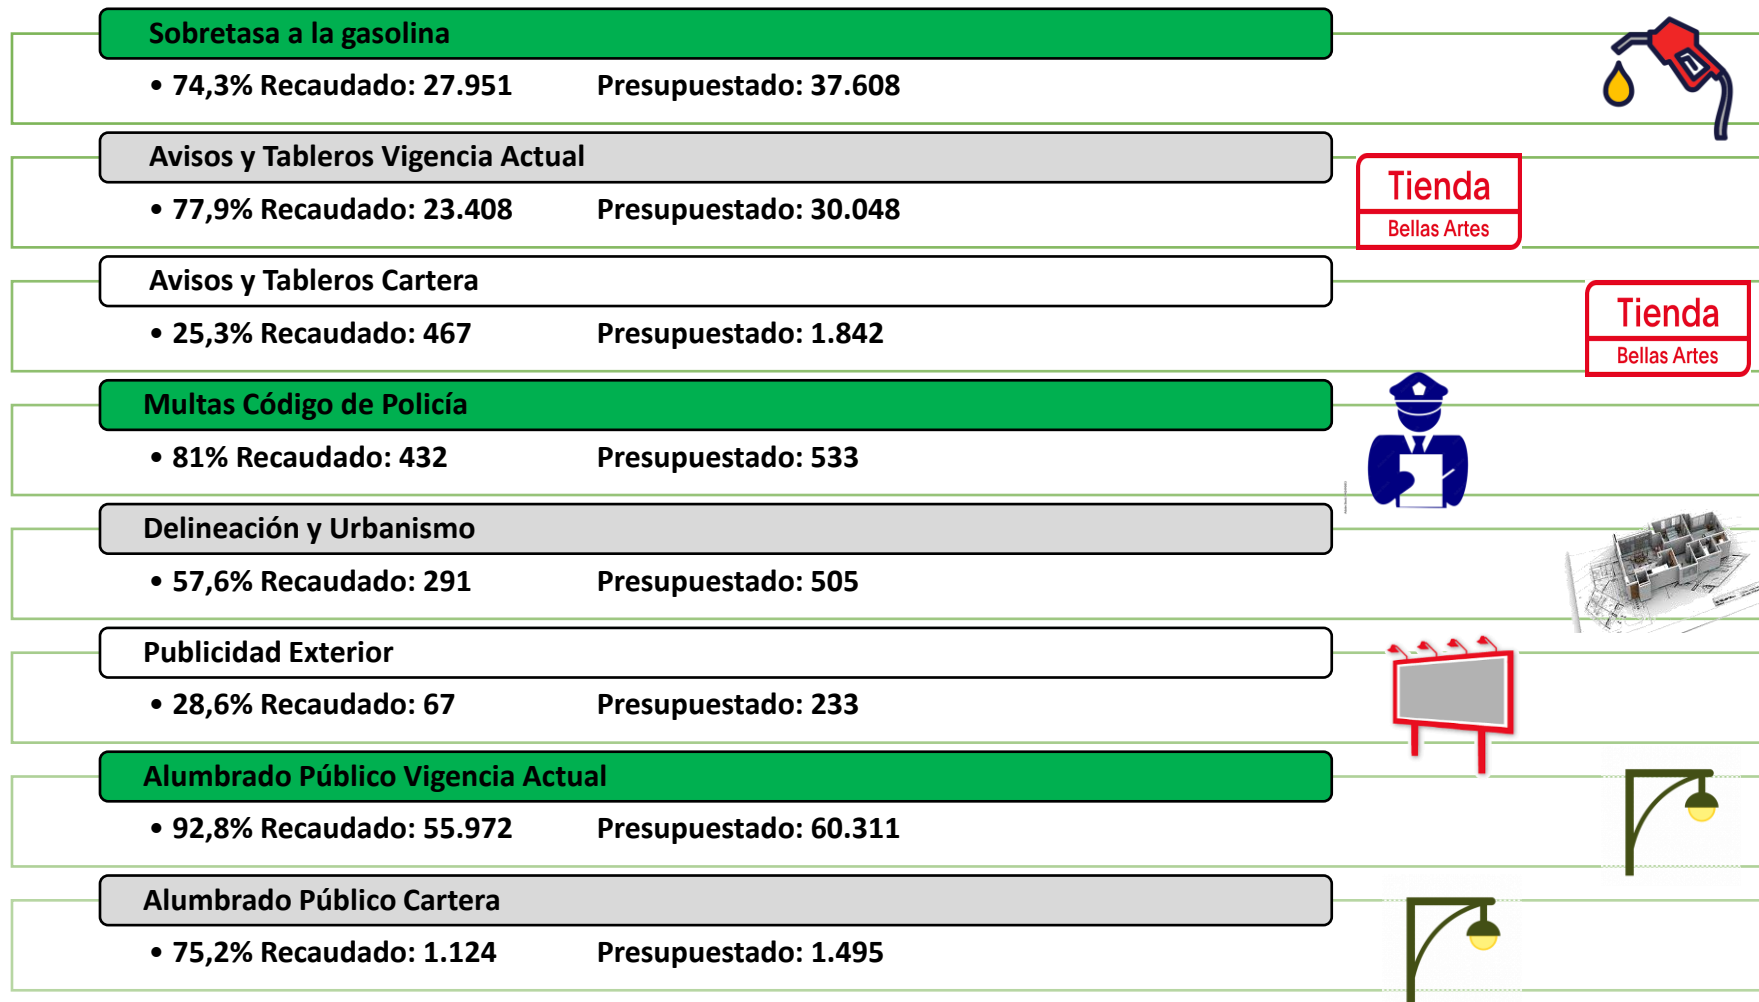 Sobretasa a la gasolina
• 74,3% Recaudado: 27.951 Presupuestado: 37.608
Avisos y Tableros Vigencia Actual
Tienda
Bellas Artes
• 77,9% Recaudado: 23.408 Presupuestado: 30.048
Avisos y Tableros Cartera
Tienda
Bellas Artes
• 25,3% Recaudado: 467 Presupuestado: 1.842
Multas Código de Policía
• 81% Recaudado: 432 Presupuestado: 533
Delineación y Urbanismo
• 57,6% Recaudado: 291 Presupuestado: 505
Publicidad Exterior
• 28,6% Recaudado: 67 Presupuestado: 233
Alumbrado Público Vigencia Actual
• 92,8% Recaudado: 55.972 Presupuestado: 60.311
Alumbrado Público Cartera
• 75,2% Recaudado: 1.124 Presupuestado: 1.495